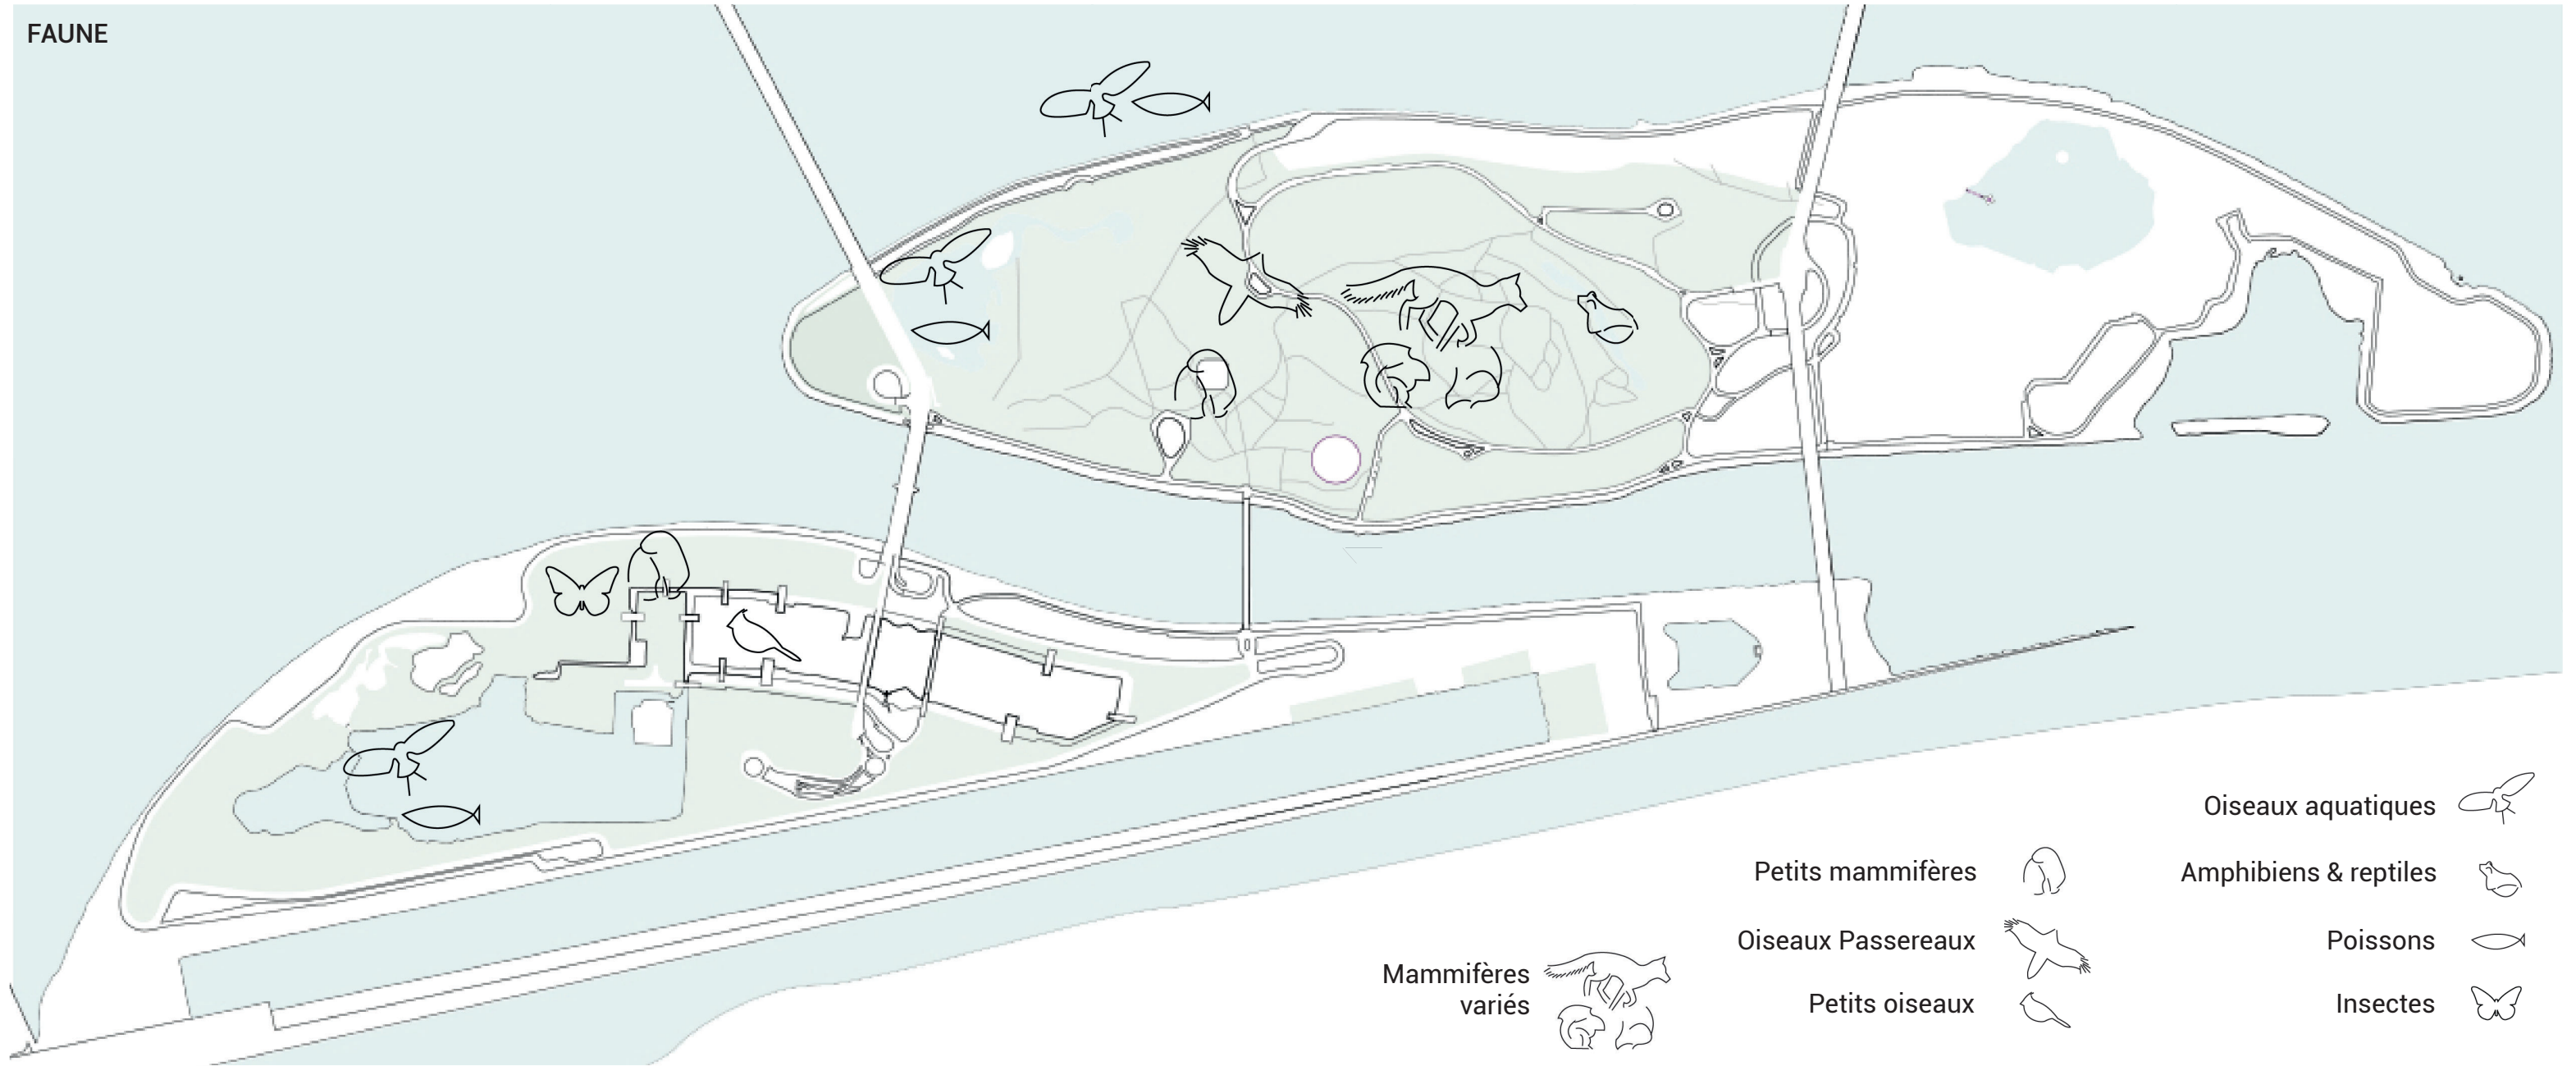 FAUNE
Oiseaux aquatiques
Petits mammifères
Amphibiens & reptiles
Oiseaux Passereaux
Poissons
Mammifères
variés
Petits oiseaux
Insectes